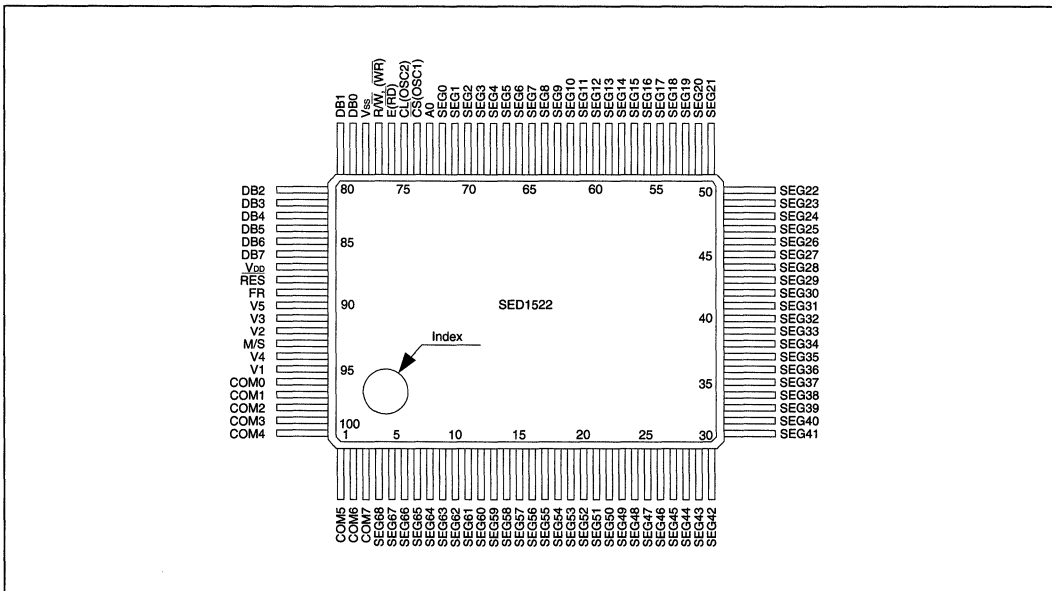 DB1
DB0
VSS
R/W, (WR)
E(RD)
CL(OSC2)
CS(OSC1)
A0
SEG0
SEG1
SEG2
SEG3
SEG4
SEG5
SEG6
SEG7
SEG8
SEG9
SEG10
SEG11
SEG12
SEG13
SEG14
SEG15
SEG16
SEG17
SEG18
SEG19
SEG20
SEG21
80 75 70 65 60 55 50
DB2
DB3
DB4
DB5
DB6
DB7
VDD
RES
FR
V5
V3
V2
M/S
V4
V1
COM0
COM1
COM2
COM3
COM4
85
90
95
100
SED1522
Index
45
40
35
SEG22
SEG23
SEG24
SEG25
SEG26
SEG27
SEG28
SEG29
SEG30
SEG31
SEG32
SEG33
SEG34
SEG35
SEG36
SEG37
SEG38
SEG39
SEG40
SEG41
1 5 10 15 20 25 30
COM5
COM6
COM7
SEG68
SEG67
SEG66
SEG65
SEG64
SEG63
SEG62
SEG61
SEG60
SEG59
SEG58
SEG57
SEG56
SEG55
SEG54
SEG53
SEG52
SEG51
SEG50
SEG49
SEG48
SEG47
SEG46
SEG45
SEG44
SEG43
SEG42